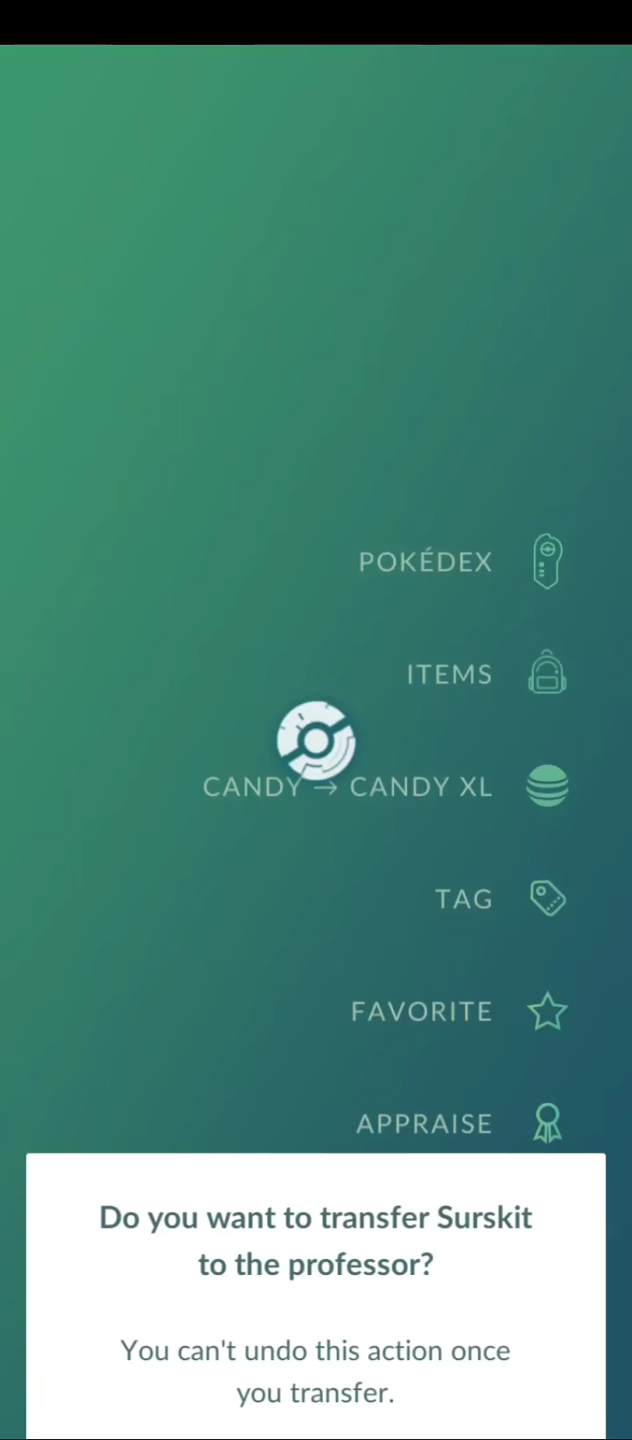 POKÉDEX
ITEMS
CANDY → CANDY XL
TAG
FAVORITE
APPRAISE
Do you want to transfer Surskit
to the professor?
You can't undo this action once
you transfer.